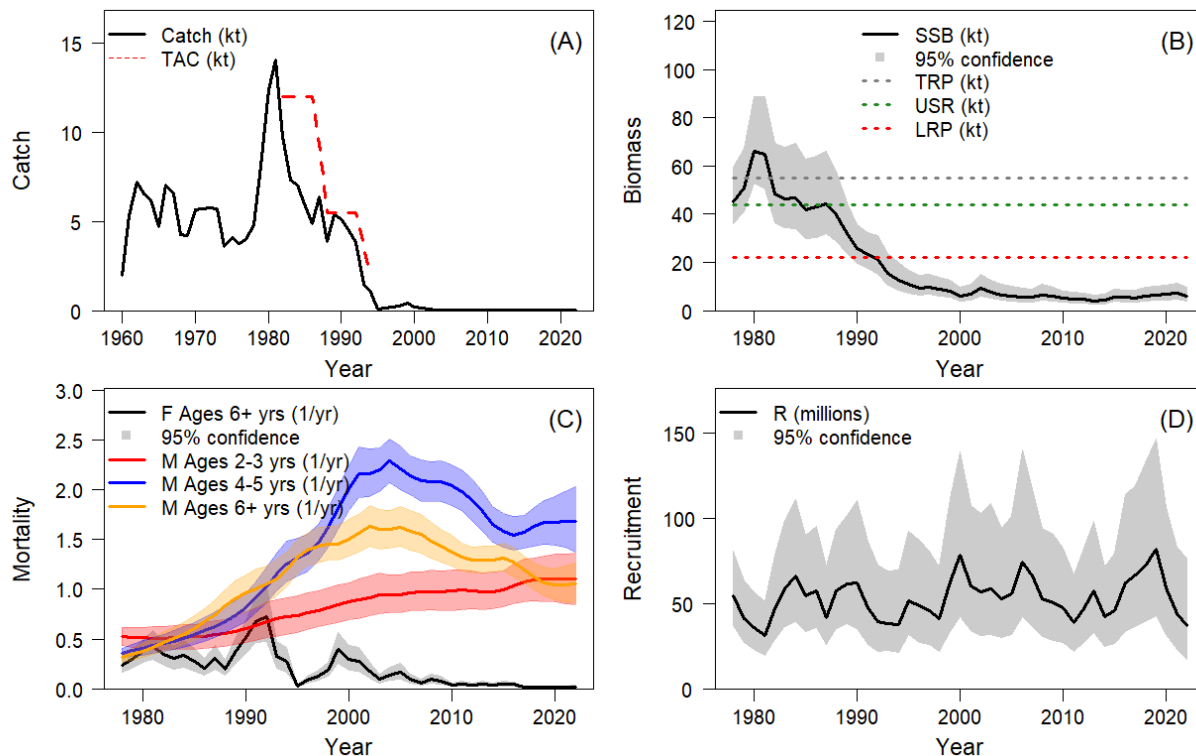 Catch (kt)
TAC (kt)
(A)
15
10
5
0
Catch
1960
1970
1980
1990
2000
2010
2020
Year
SSB (kt)
95% confidence
TRP (kt)
USR (kt)
LRP (kt)
(B)
120
100
80
60
40
20
0
Biomass
1980
1990
2000
2010
2020
Year
F Ages 6+ yrs (1/yr)
95% confidence
M Ages 2-3 yrs (1/yr)
M Ages 4-5 yrs (1/yr)
M Ages 6+ yrs (1/yr)
(C)
3.0
2.5
2.0
1.5
1.0
0.5
0.0
Mortality
1980
1990
2000
2010
2020
Year
R (millions)
95% confidence
(D)
150
100
50
0
Recruitment
1980
1990
2000
2010
2020
Year